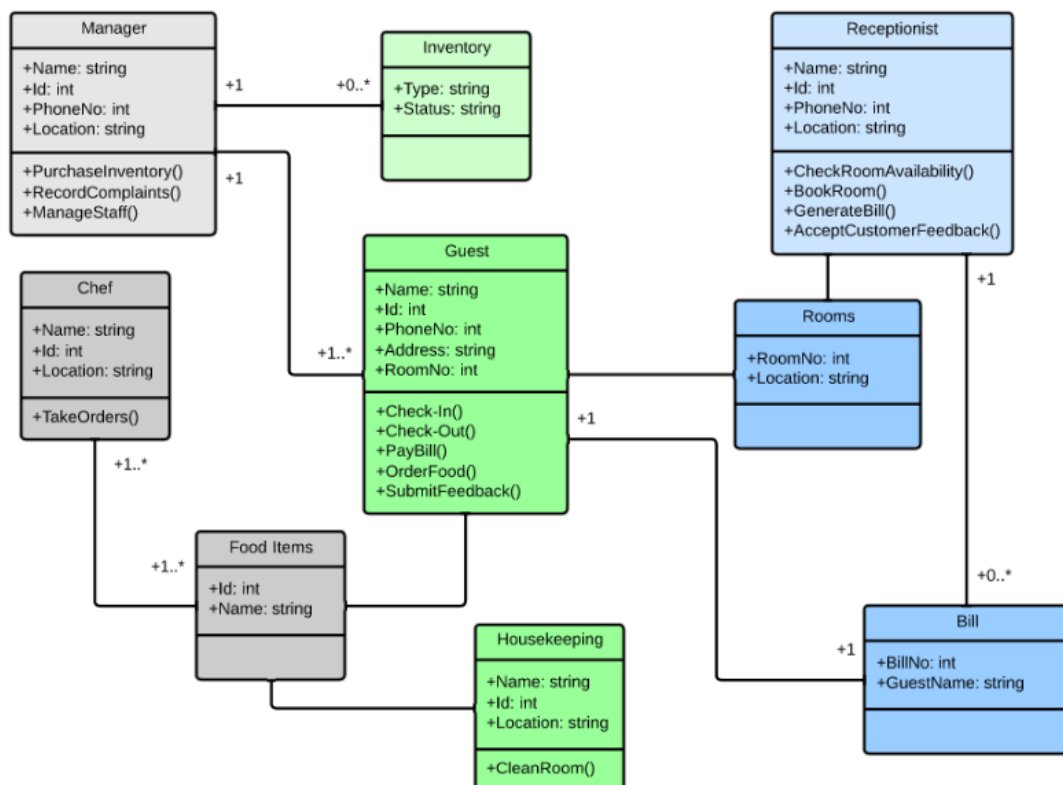 Manager
+Name: string
+Id: int
+PhoneNo: int
+Location: string
+PurchaseInventory()
+RecordComplaints()
+ManageStaff()
+1
+0..*
Inventory
+Type: string
+Status: string
+1
Receptionist
+Name: string
+Id: int
+PhoneNo: int
+Location: string
+CheckRoomAvailability()
+BookRoom()
+GenerateBill()
+AcceptCustomerFeedback()
+1
Chef
+Name: string
+Id: int
+Location: string
+TakeOrders()
+1..*
+1..*
Guest
+Name: string
+Id: int
+PhoneNo: int
+Address: string
+RoomNo: int
+Check-In()
+Check-Out()
+PayBill()
+OrderFood()
+SubmitFeedback()
+1
Rooms
+RoomNo: int
+Location: string
+1..*
Food Items
+Id: int
+Name: string
Housekeeping
+Name: string
+Id: int
+Location: string
+CleanRoom()
+0..*
+1
Bill
+BillNo: int
+GuestName: string